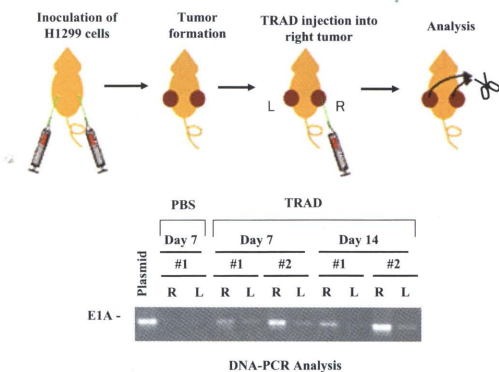 Inoculation of
H1299 cells
Tumor
formation
TRAD injection into
right tumor
Analysis
L R
PBS TRAD
Day 7 Day 7 Day 14
#1 #1 #2 #1 #2
Plasmid
R L R L R L R L R L
E1A -
DNA-PCR Analysis